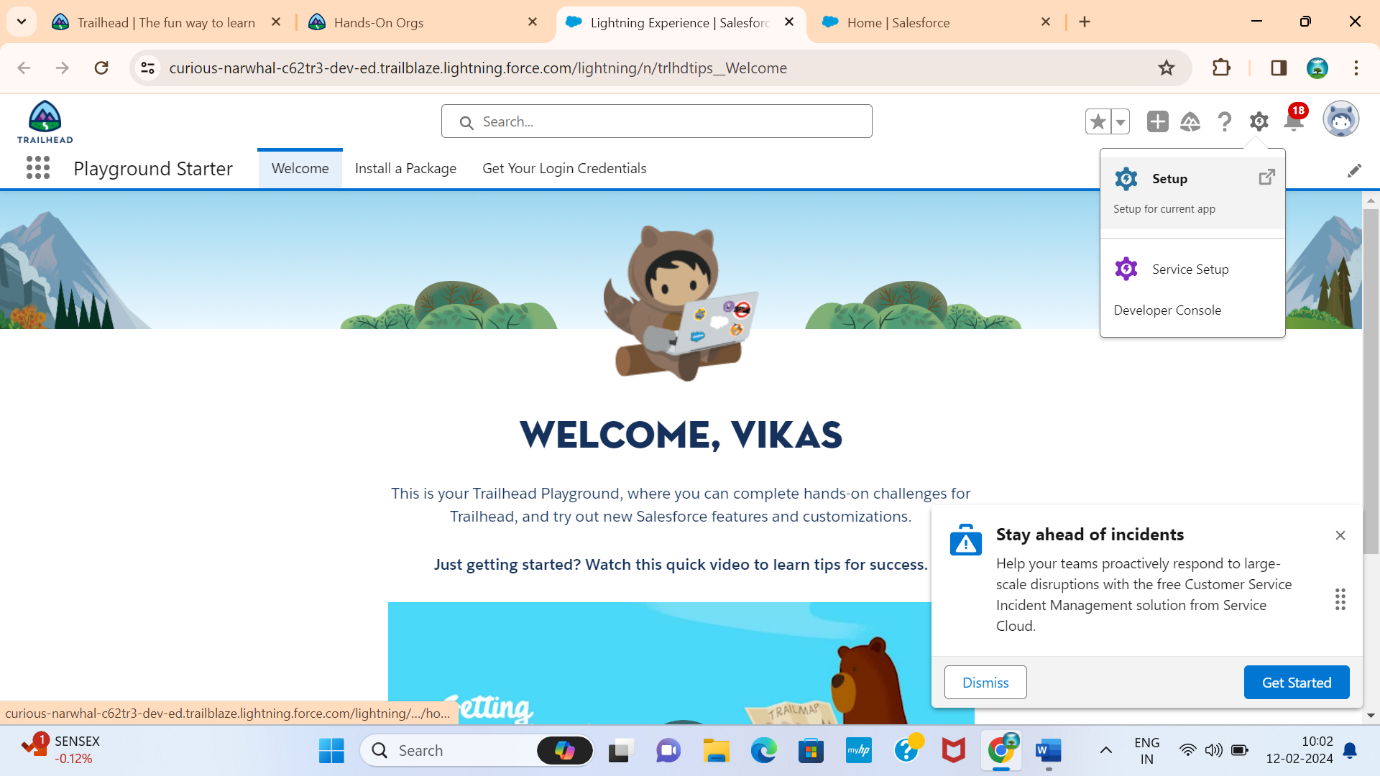 Trailhead | The fun way to learn
Hands-On Orgs
Lightning Experience | Salesforc
Home | Salesforce
curious-narwhal-c62tr3-dev-ed.trailblaze.lightning.force.com/lightning/n/trlhdtips__Welcome
TRAILHEAD
Search...
18
Playground Starter
Welcome
Install a Package
Get Your Login Credentials
Setup
Setup for current app
Service Setup
Developer Console
WELCOME, VIKAS
This is your Trailhead Playground, where you can complete hands-on challenges for
Trailhead, and try out new Salesforce features and customizations.
Just getting started? Watch this quick video to learn tips for success.
Getting
TRAILMAP
Stay ahead of incidents
Help your teams proactively respond to large-
scale disruptions with the free Customer Service
Incident Management solution from Service
Cloud.
Dismiss
Get Started
curious-narwhal-c62tr3-dev-ed.trailblaze.lightning.force.com/lightning/.../ho...
1
SENSEX
-0.12%
Search
myhp
ENG
IN
10:02
12-02-2024